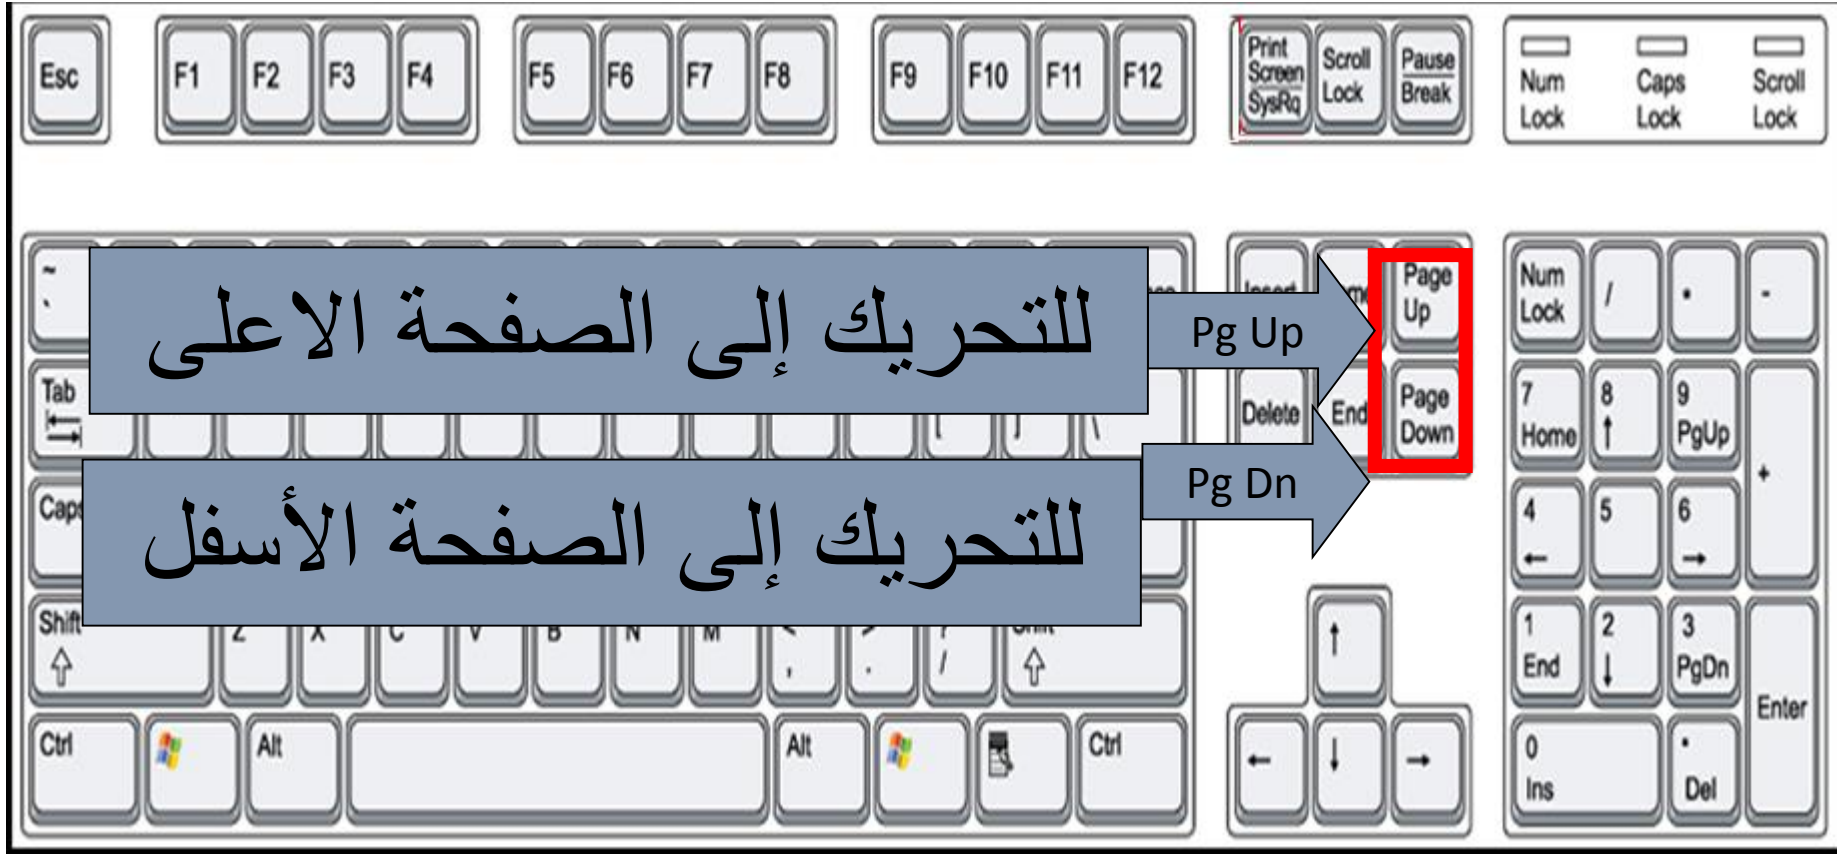 Esc F1 F2 F3 F4 F5 F6 F7 F8 F9 F10 F11 F12
Print Screen SysRq
Scroll Lock
Pause Break
Num Lock
Caps Lock
Scroll Lock
~
`
للتحريك إلى الصفحة الاعلى
Pg Up
Page Up
Num Lock
/
-
Tab
\
Delete
End
Page Down
7 Home
8 ↑
9 PgUp
+
Caps
للتحريك إلى الصفحة الأسفل
Pg Dn
4 ←
5
6 →
Shift
Z X C V B N M
< ,
> .
? /
Shift
↑
1 End
2 ↓
3 PgDn
Enter
Ctrl
Alt
Alt
Ctrl
← ↓ →
0 Ins
. Del